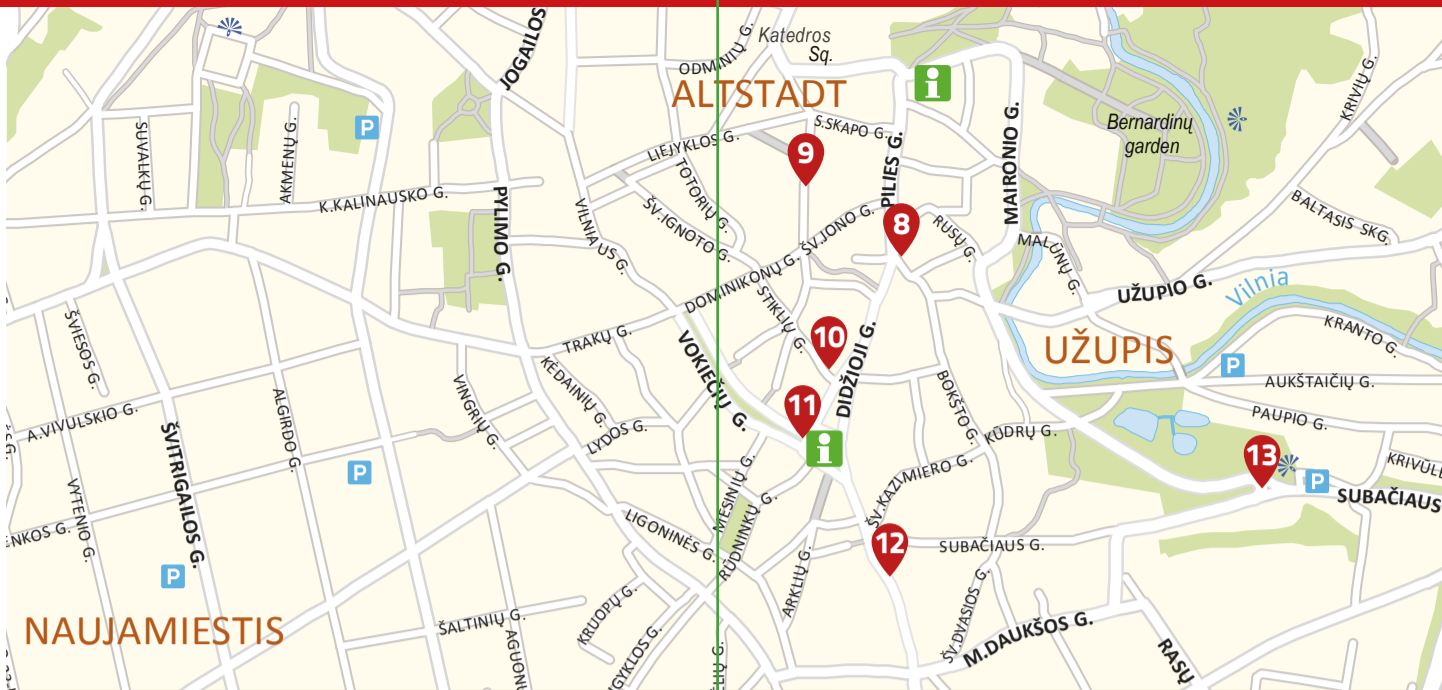 JOGAILOS
ODMINIŲ G.
Katedros
Sq.
ALTSTADT
i
KRIVIŲ G.
P
SUVALKŲ G.
AKMENŲ G.
LIEJYKLOS G.
S.SKAPO G.
9
PILIES G.
MAIRONIO G.
Bernardinų
garden
K.KALINAUSKO G.
PYLIMO G.
VILNIAUS G.
TOTORIŲ G.
ŠV.IGNOTO G.
ŠV.JONO G.
8
RUSŲ G.
MALŪNŲ G.
BALTASIS SKG.
DOMINIKONŲ G.
UŽUPIO G.
Vilnia
ŠVIESOS G.
TRAKŲ G.
STIKLIŲ G.
10
DIDŽIOJI G.
UŽUPIS
KRANTO G.
P
AUKŠTAIČIŲ G.
VOKIEČIŲ G.
KĖDAINIŲ G.
VINGRIŲ G.
ALGIRDO G.
A.VIVULSKIO G.
11
i
BOKŠTO G.
KŪDRŲ G.
PAUPIO G.
LYDOS G.
ŠVITRIGAILOS G.
P
MĖSINIŲ G.
ŠV.KAZIMIERO G.
13
P
SUBAČIAUS
VYTENIO G.
LIGONINĖS G.
RŪDNINKŲ G.
12
SUBAČIAUS G.
P
ARKLIŲ G.
ŠV.DVASIOS G.
NAUJAMIESTIS
ŠALTINIŲ G.
KRUOPŲ G.
M.DAUKŠOS G.
RASŲ